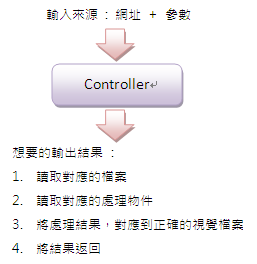 輸入來源 : 網址 + 參數
Controller↵
想要的輸出結果 :
1. 讀取對應的檔案
2. 讀取對應的處理物件
3. 將處理結果，對應到正確的視覺檔案
4. 將結果返回